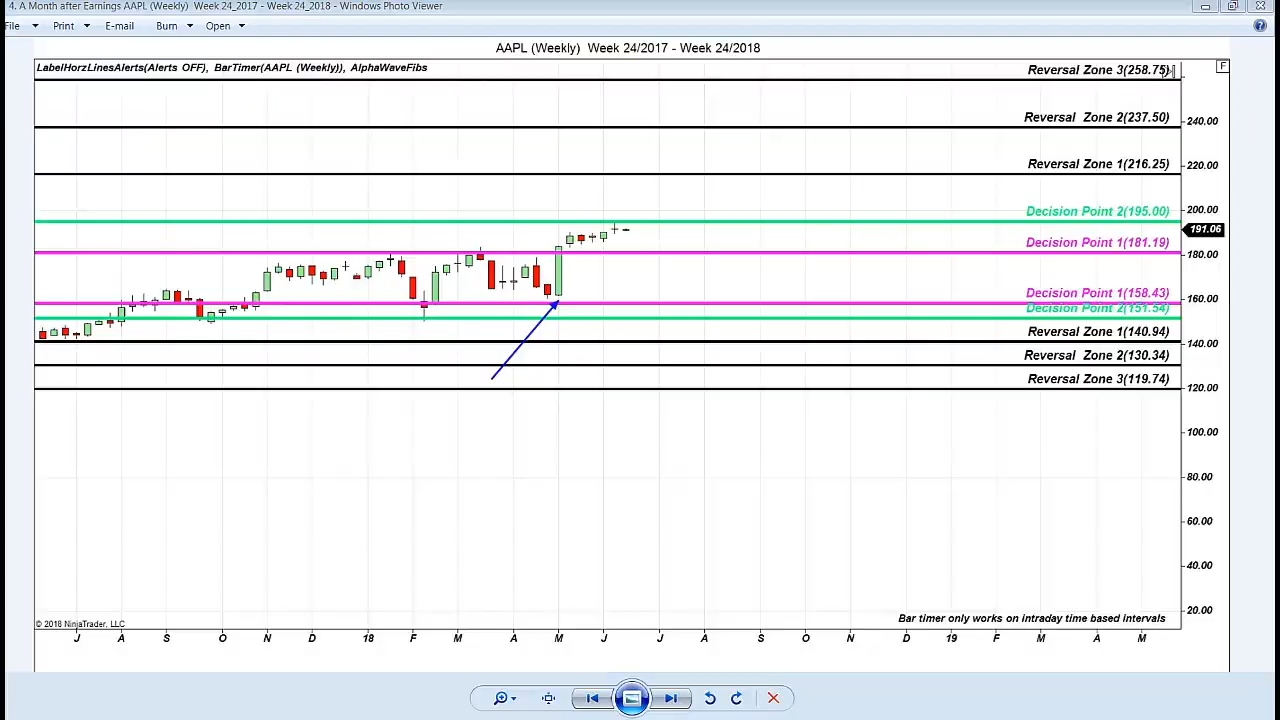 4. A Month after Earnings AAPL (Weekly) Week 24_2017 - Week 24_2018 - Windows Photo Viewer
File Print E-mail Burn Open
AAPL (Weekly) Week 24/2017 - Week 24/2018
LabelHorzLinesAlerts(Alerts OFF), BarTimer(AAPL (Weekly)), AlphaWaveFibs
F
Reversal Zone 3(258.75)
Reversal Zone 2(237.50)
240.00
Reversal Zone 1(216.25)
220.00
Decision Point 2(195.00)
200.00
191.06
Decision Point 1(181.19)
180.00
Decision Point 1(158.43)
160.00
Decision Point 2(151.54)
Reversal Zone 1(140.94)
140.00
Reversal Zone 2(130.34)
Reversal Zone 3(119.74)
120.00
100.00
80.00
60.00
40.00
20.00
© 2018 NinjaTrader, LLC
Bar timer only works on intraday time based intervals
J A S O N D 18 F M A M J J A S O N D 19 F M A M